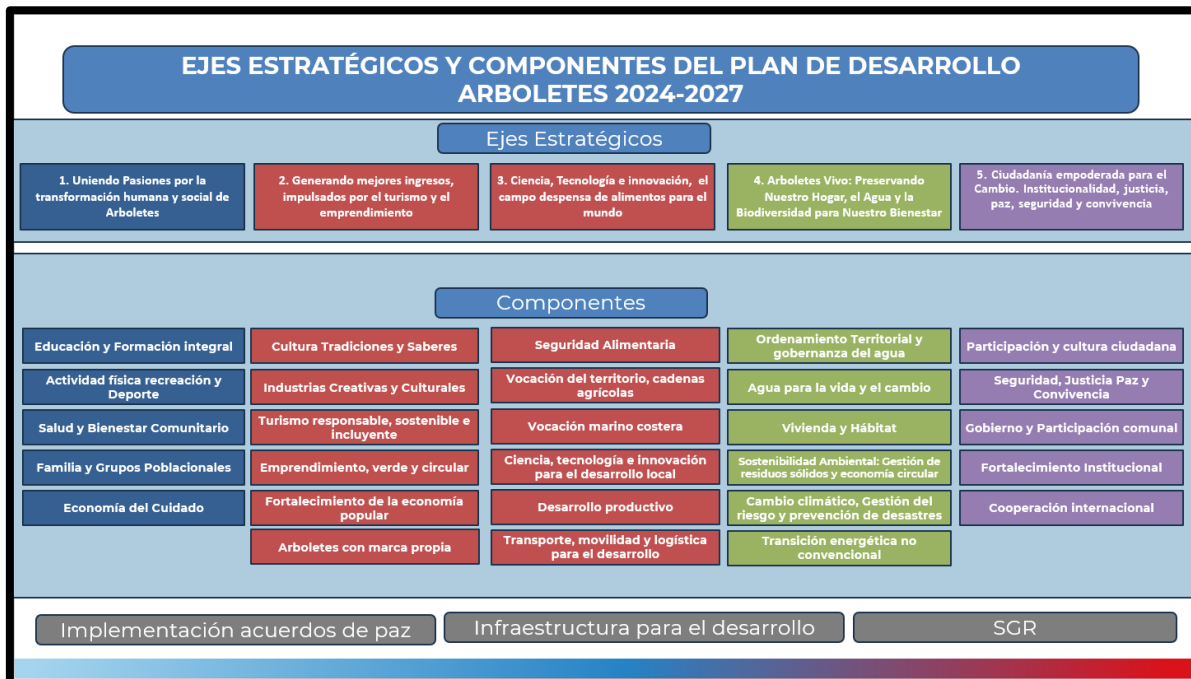 EJES ESTRATÉGICOS Y COMPONENTES DEL PLAN DE DESARROLLO
ARBOLETES 2024-2027
Ejes Estratégicos
1. Uniendo Pasiones por la
transformación humana y social de
Arboletes
2. Generando mejores ingresos,
impulsados por el turismo y el
emprendimiento
3. Ciencia, Tecnología e innovación, el
campo despensa de alimentos para el
mundo
4. Arboletes Vivo: Preservando
Nuestro Hogar, el Agua y la
Biodiversidad para Nuestro Bienestar
5. Ciudadanía empoderada para el
Cambio. Institucionalidad, justicia,
paz, seguridad y convivencia
Componentes
Educación y Formación integral
Actividad física recreación y
Deporte
Salud y Bienestar Comunitario
Familia y Grupos Poblacionales
Economía del Cuidado
Cultura Tradiciones y Saberes
Industrias Creativas y Culturales
Turismo responsable, sostenible e
incluyente
Emprendimiento, verde y circular
Fortalecimiento de la economía
popular
Arboletes con marca propia
Seguridad Alimentaria
Vocación del territorio, cadenas
agrícolas
Vocación marino costera
Ciencia, tecnología e innovación
para el desarrollo local
Desarrollo productivo
Transporte, movilidad y logística
para el desarrollo
Ordenamiento Territorial y
gobernanza del agua
Agua para la vida y el cambio
Vivienda y Hábitat
Sostenibilidad Ambiental: Gestión de
residuos sólidos y economía circular
Cambio climático, Gestión del
riesgo y prevención de desastres
Transición energética no
convencional
Participación y cultura ciudadana
Seguridad, Justicia Paz y
Convivencia
Gobierno y Participación comunal
Fortalecimiento Institucional
Cooperación internacional
Implementación acuerdos de paz
Infraestructura para el desarrollo
SGR